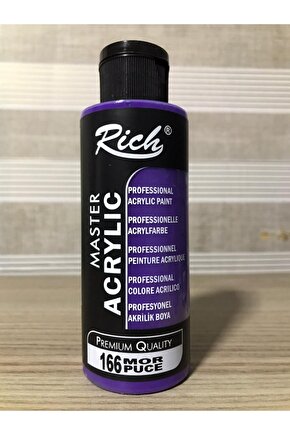 Rich®
MASTER
ACRYLIC
PROFESSIONAL
ACRYLIC PAINT
PROFESSIONELLE
ACRYLFARBE
PROFESSIONNEL
PEINTURE ACRYLIQUE
PROFESSIONAL
COLORE ACRILICO
PROFESYONEL
AKRİLİK BOYA
PREMIUM QUALITY
166 MOR
PUCE